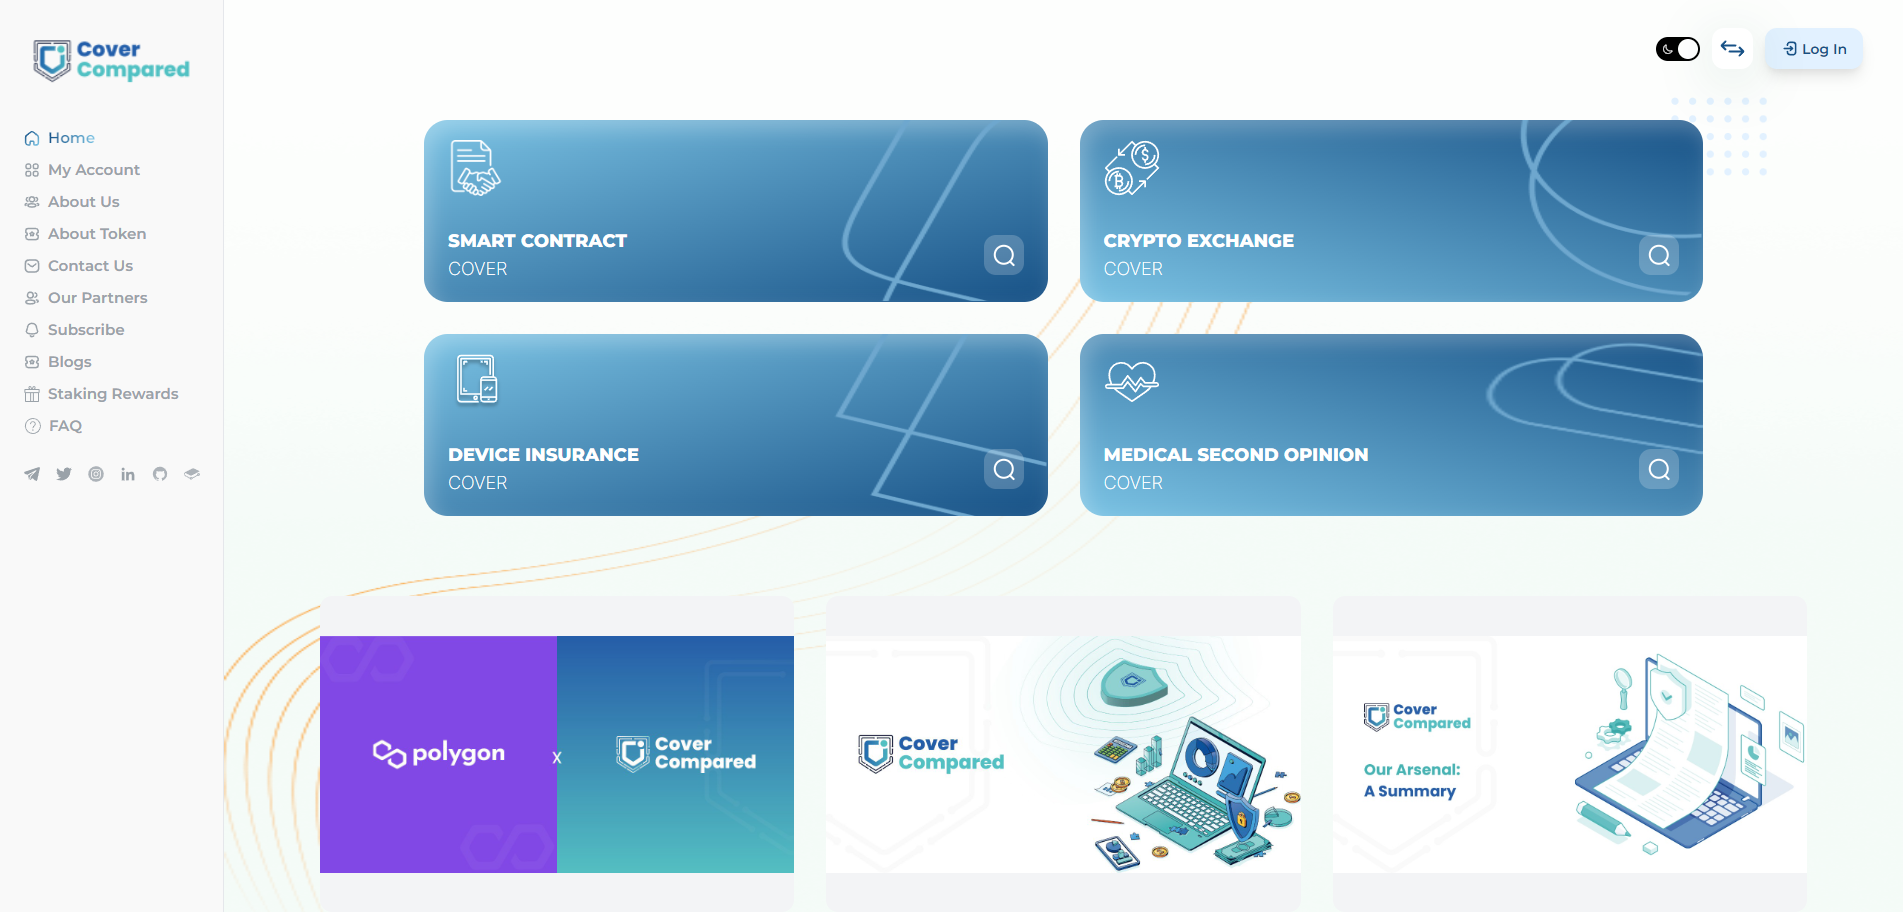 Cover
Compared
Home
My Account
About Us
About Token
Contact Us
Our Partners
Subscribe
Blogs
Staking Rewards
FAQ
Log In
SMART CONTRACT
COVER
CRYPTO EXCHANGE
COVER
DEVICE INSURANCE
COVER
MEDICAL SECOND OPINION
COVER
polygon
X
Cover
Compared
Cover
Compared
Cover
Compared
Our Arsenal:
A Summary